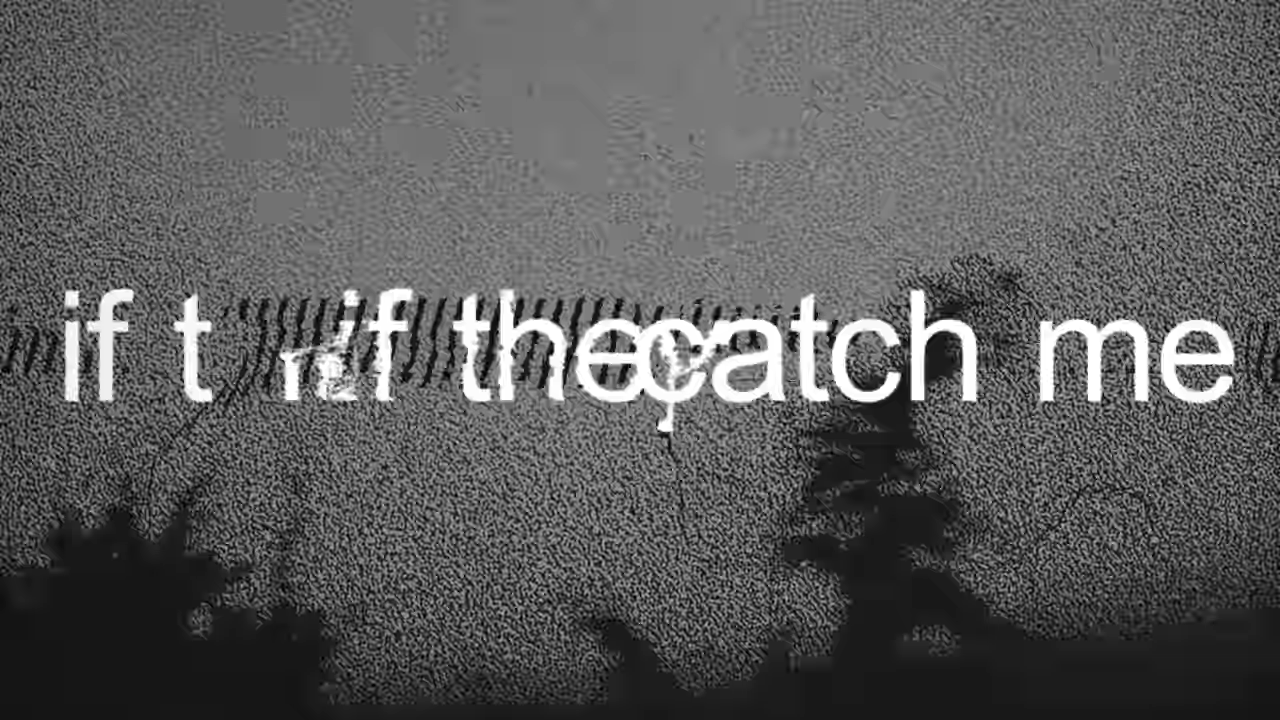 if t if the catch me